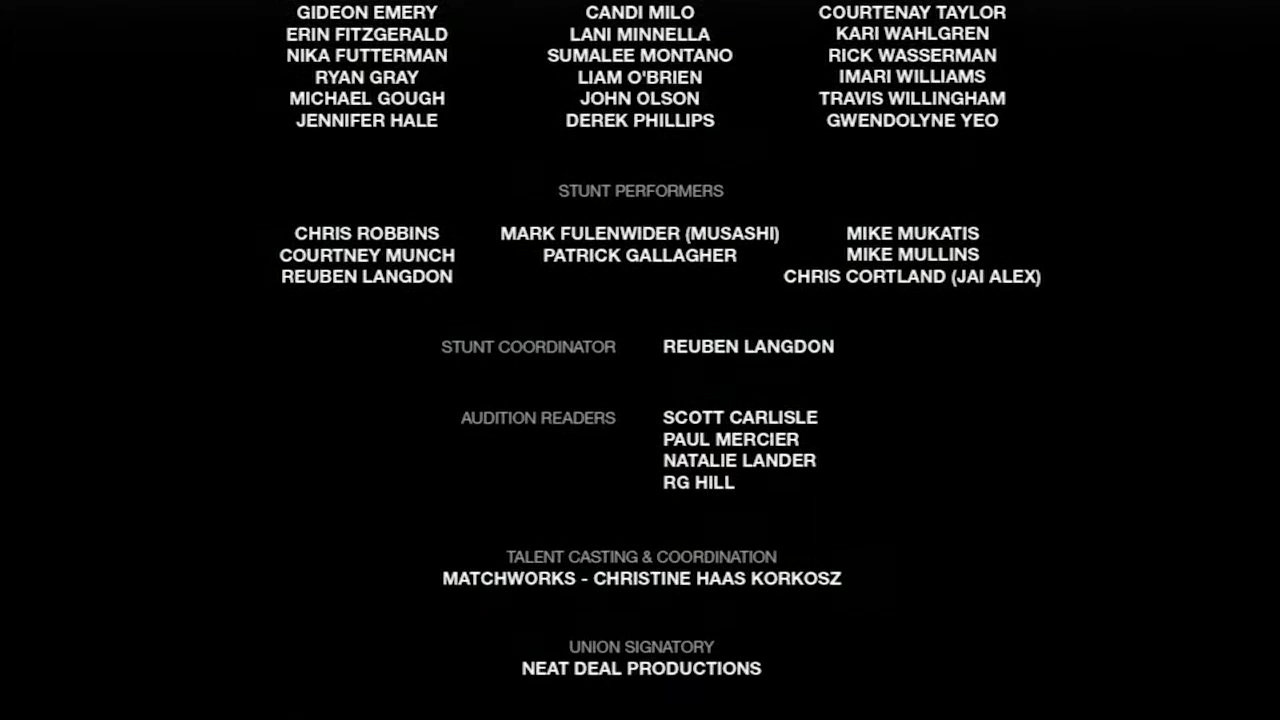 GIDEON EMERY CANDI MILO COURTENAY TAYLOR
ERIN FITZGERALD LANI MINNELLA KARI WAHLGREN
NIKA FUTTERMAN SUMALEE MONTANO RICK WASSERMAN
RYAN GRAY LIAM O'BRIEN IMARI WILLIAMS
MICHAEL GOUGH JOHN OLSON TRAVIS WILLINGHAM
JENNIFER HALE DEREK PHILLIPS GWENDOLYNE YEO
STUNT PERFORMERS
CHRIS ROBBINS MARK FULENWIDER (MUSASHI) MIKE MUKATIS
COURTNEY MUNCH PATRICK GALLAGHER MIKE MULLINS
REUBEN LANGDON CHRIS CORTLAND (JAI ALEX)
STUNT COORDINATOR REUBEN LANGDON
AUDITION READERS SCOTT CARLISLE
PAUL MERCIER
NATALIE LANDER
RG HILL
TALENT CASTING & COORDINATION
MATCHWORKS - CHRISTINE HAAS KORKOSZ
UNION SIGNATORY
NEAT DEAL PRODUCTIONS